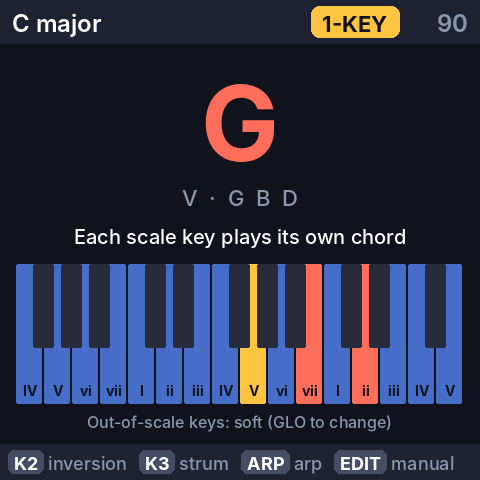 C major 1-KEY 90
G
V · G B D
Each scale key plays its own chord
IV V vi vii I ii iii IV V vi vii I ii iii IV V
Out-of-scale keys: soft (GLO to change)
K2 inversion K3 strum ARP arp EDIT manual